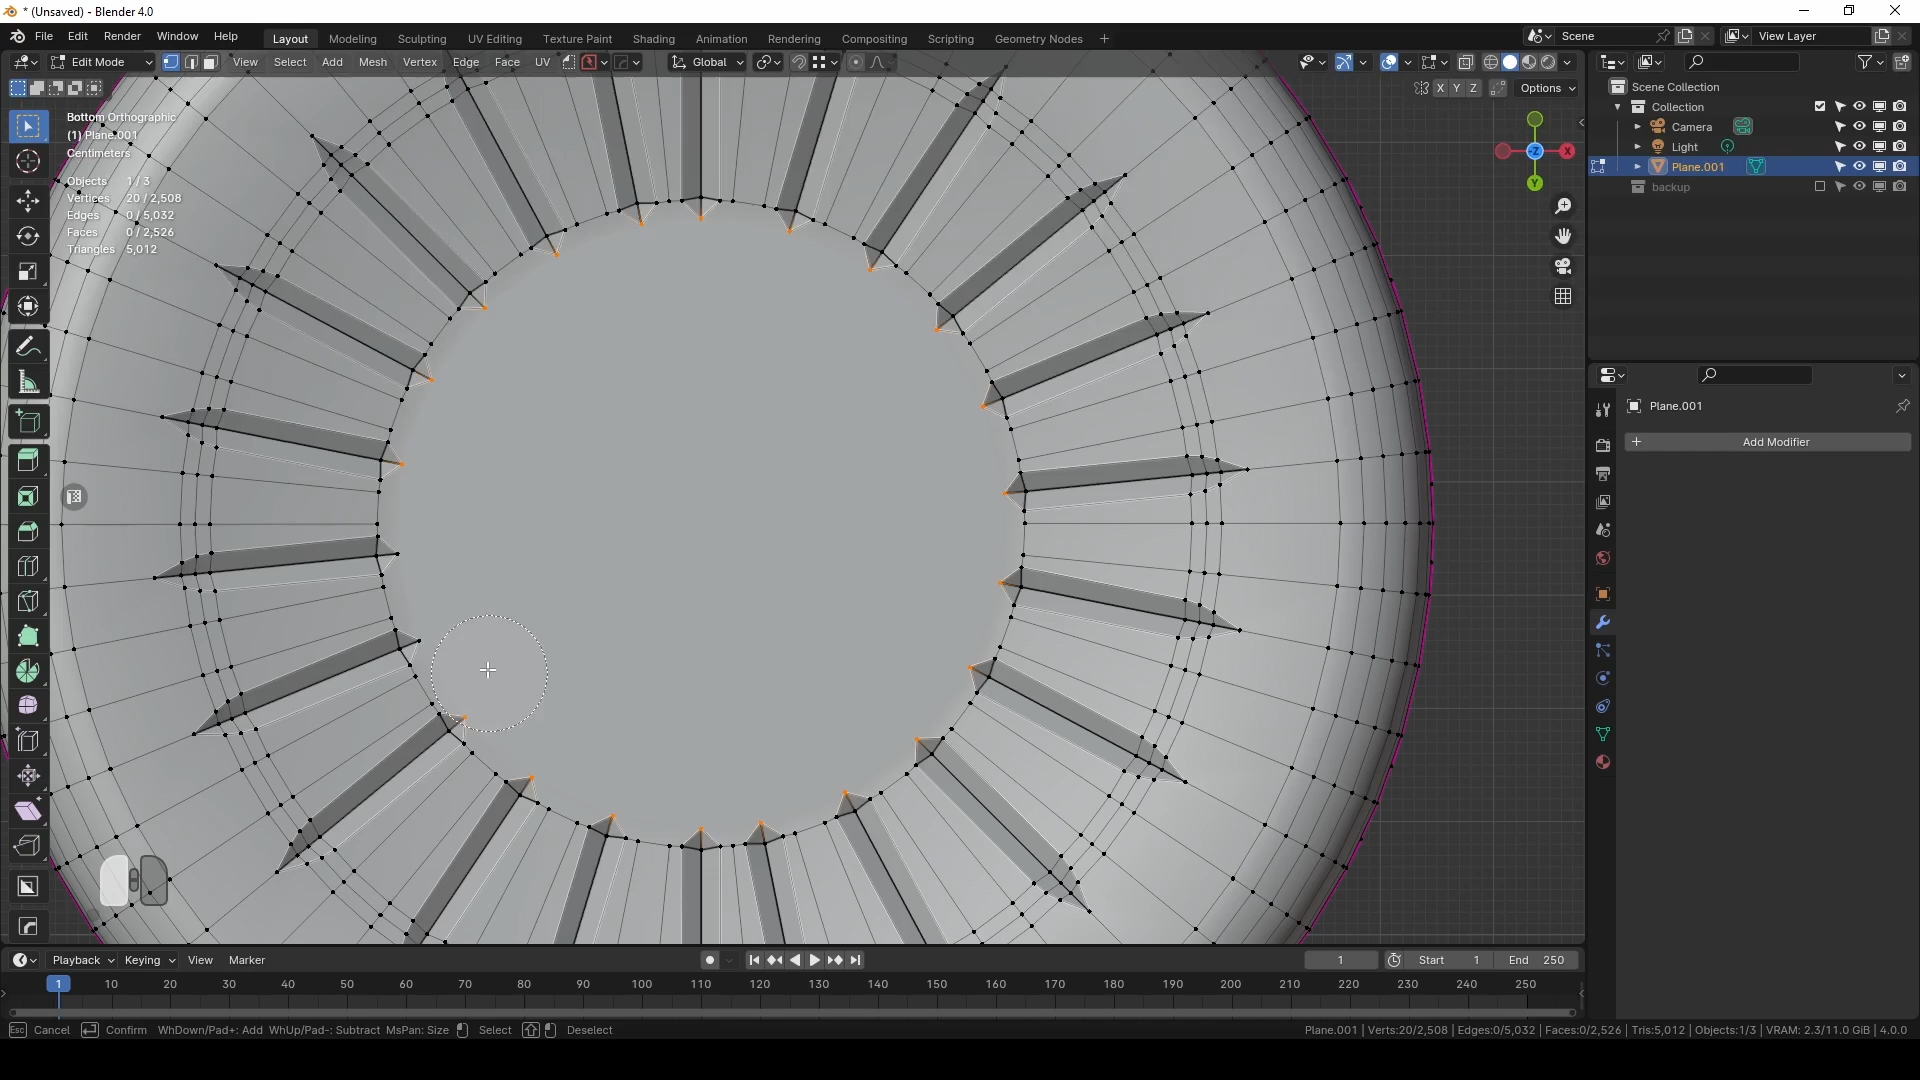 * (Unsaved) - Blender 4.0
File Edit Render Window Help
Layout Modeling Sculpting UV Editing Texture Paint Shading Animation Rendering Compositing Scripting Geometry Nodes +
Scene
View Layer
Edit Mode
View Select Add Mesh Vertex Edge Face UV
Global
X Y Z
Options
Bottom Orthographic
(1) Plane.001
Centimeters
Objects 1 / 3
Vertices 20 / 2,508
Edges 0 / 5,032
Faces 0 / 2,526
Triangles 5,012
-Z
X
Y
Scene Collection
Collection
Camera
Light
Plane.001
backup
Plane.001
+ Add Modifier
Playback Keying View Marker
1
Start 1
End 250
1 10 20 30 40 50 60 70 80 90 100 110 120 130 140 150 160 170 180 190 200 210 220 230 240 250
Esc Cancel Confirm WhDown/Pad+: Add WhUp/Pad-: Subtract MsPan: Size Select Deselect
Plane.001 | Verts:20/2,508 | Edges:0/5,032 | Faces:0/2,526 | Tris:5,012 | Objects:1/3 | VRAM: 2.3/11.0 GiB | 4.0.0